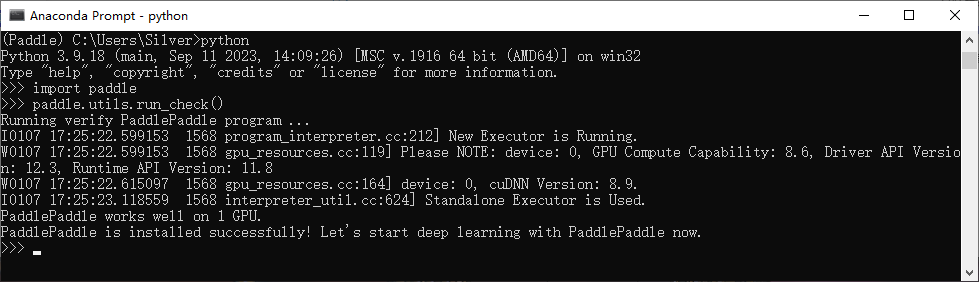 Anaconda Prompt - python
(Paddle) C:\Users\Silver>python
Python 3.9.18 (main, Sep 11 2023, 14:09:26) [MSC v.1916 64 bit (AMD64)] on win32
Type "help", "copyright", "credits" or "license" for more information.
>>> import paddle
>>> paddle.utils.run_check()
Running verify PaddlePaddle program ...
I0107 17:25:22.599153  1568 program_interpreter.cc:212] New Executor is Running.
W0107 17:25:22.599153  1568 gpu_resources.cc:119] Please NOTE: device: 0, GPU Compute Capability: 8.6, Driver API Versio
n: 12.3, Runtime API Version: 11.8
W0107 17:25:22.615097  1568 gpu_resources.cc:164] device: 0, cuDNN Version: 8.9.
I0107 17:25:23.118559  1568 interpreter_util.cc:624] Standalone Executor is Used.
PaddlePaddle works well on 1 GPU.
PaddlePaddle is installed successfully! Let's start deep learning with PaddlePaddle now.
>>>